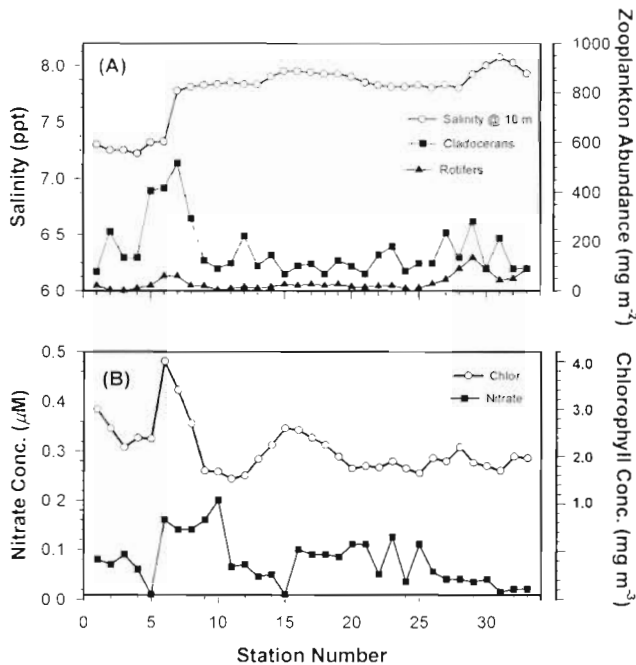 (A)
8.0
7.5
7.0
6.5
6.0
Salinity (ppt)
Salinity @ 10 m
Cladocerans
Rotifers
1000
800
600
400
200
0
Zooplankton Abundance
(mg m-2)
(B)
0.5
0.4
0.3
0.2
0.1
0.0
Nitrate Conc. (μM)
Chlor
Nitrate
4.0
3.0
2.0
1.0
Chlorophyll Conc.
(mg m-3)
0 5 10 15 20 25 30
Station Number